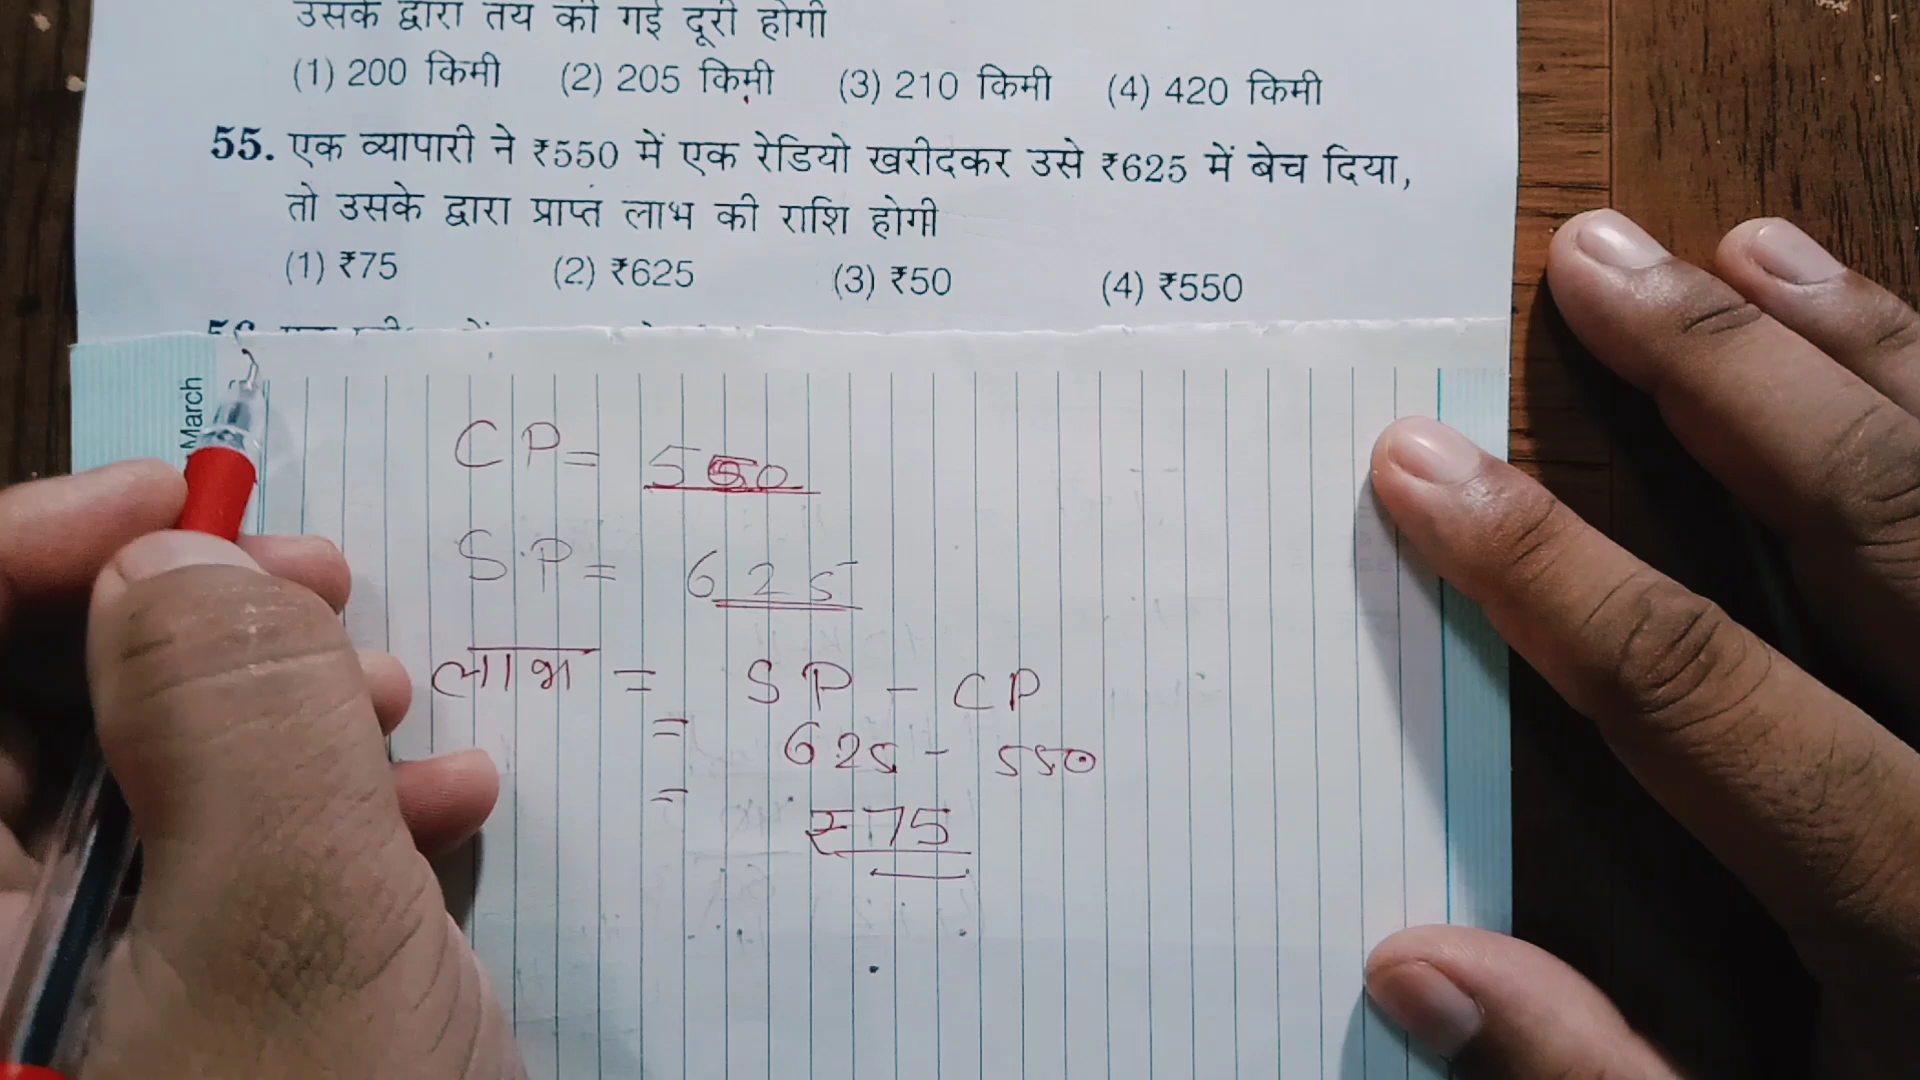 उसके द्वारा तय की गई दूरी होगी
(1) 200 किमी (2) 205 किमी (3) 210 किमी (4) 420 किमी
55. एक व्यापारी ने ₹550 में एक रेडियो खरीदकर उसे ₹625 में बेच दिया,
तो उसके द्वारा प्राप्त लाभ की राशि होगी
(1) ₹75 (2) ₹625 (3) ₹50 (4) ₹550
March
CP = 550
SP = 625
लाभ = SP - CP
= 625 - 550
= ₹75